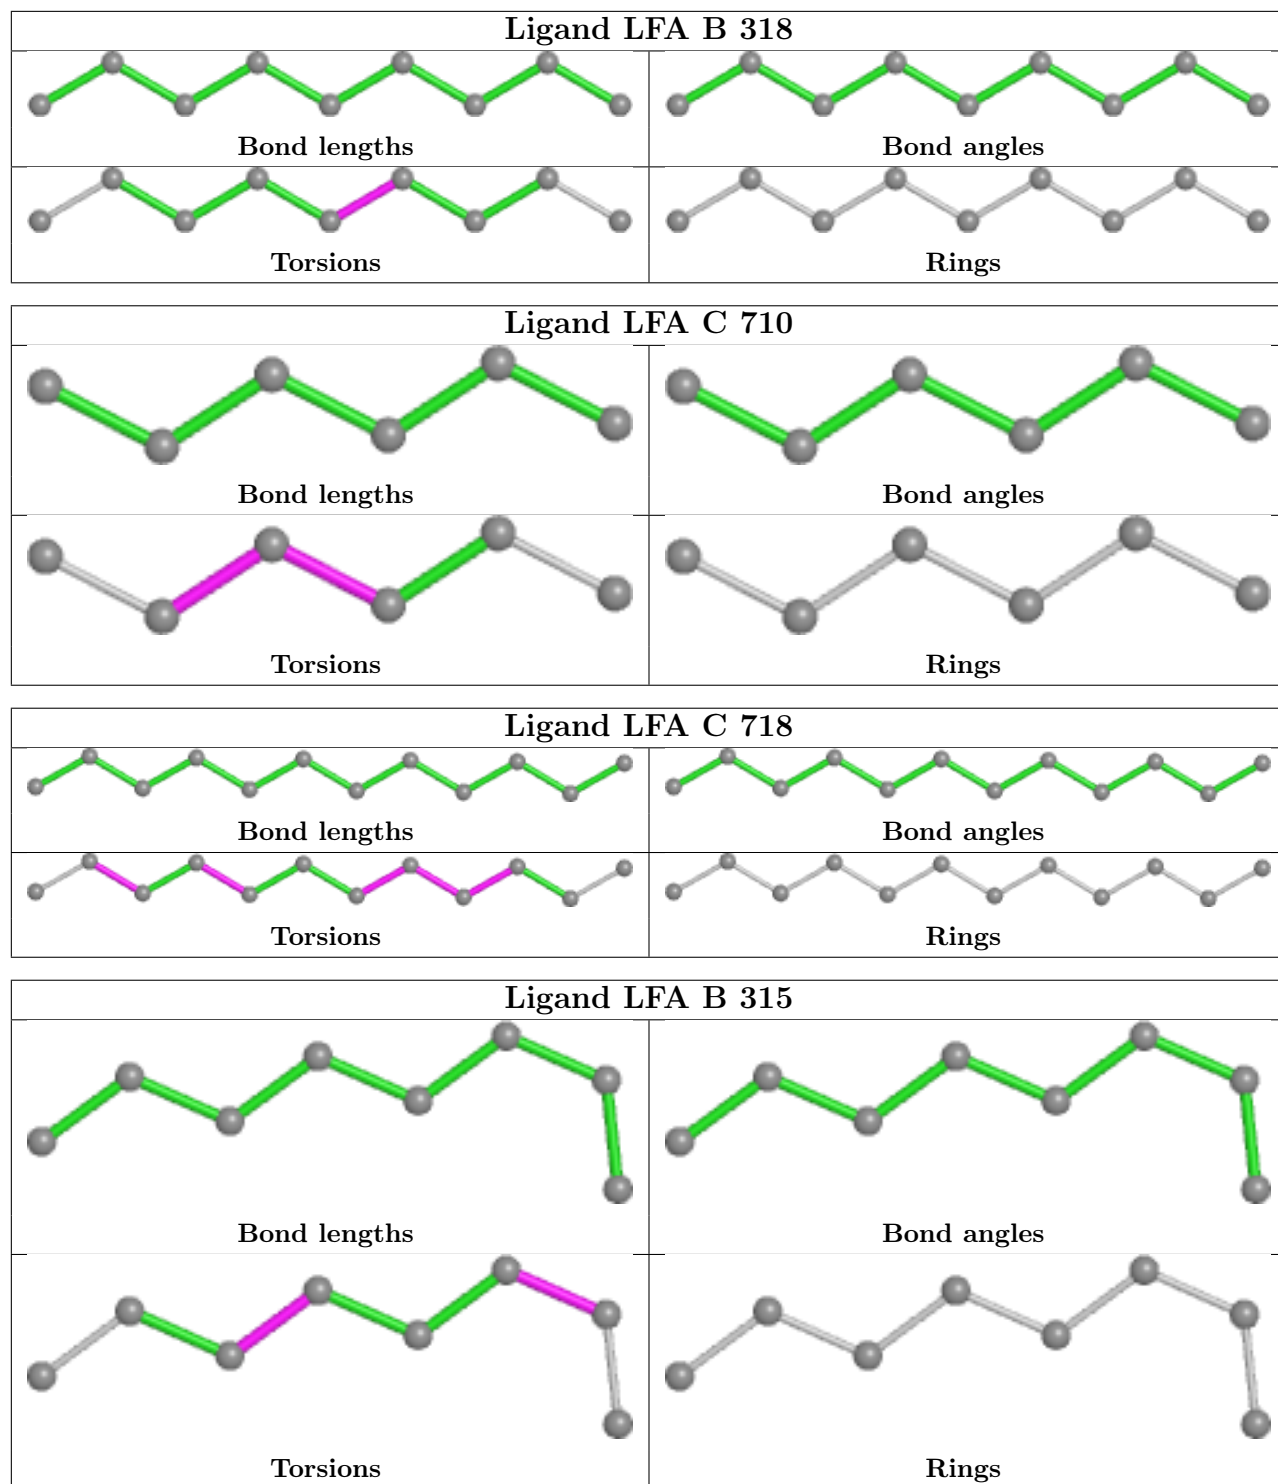 Ligand LFA B 318
Bond lengths
Bond angles
Torsions
Rings
Ligand LFA C 710
Bond lengths
Bond angles
Torsions
Rings
Ligand LFA C 718
Bond lengths
Bond angles
Torsions
Rings
Ligand LFA B 315
Bond lengths
Bond angles
Torsions
Rings